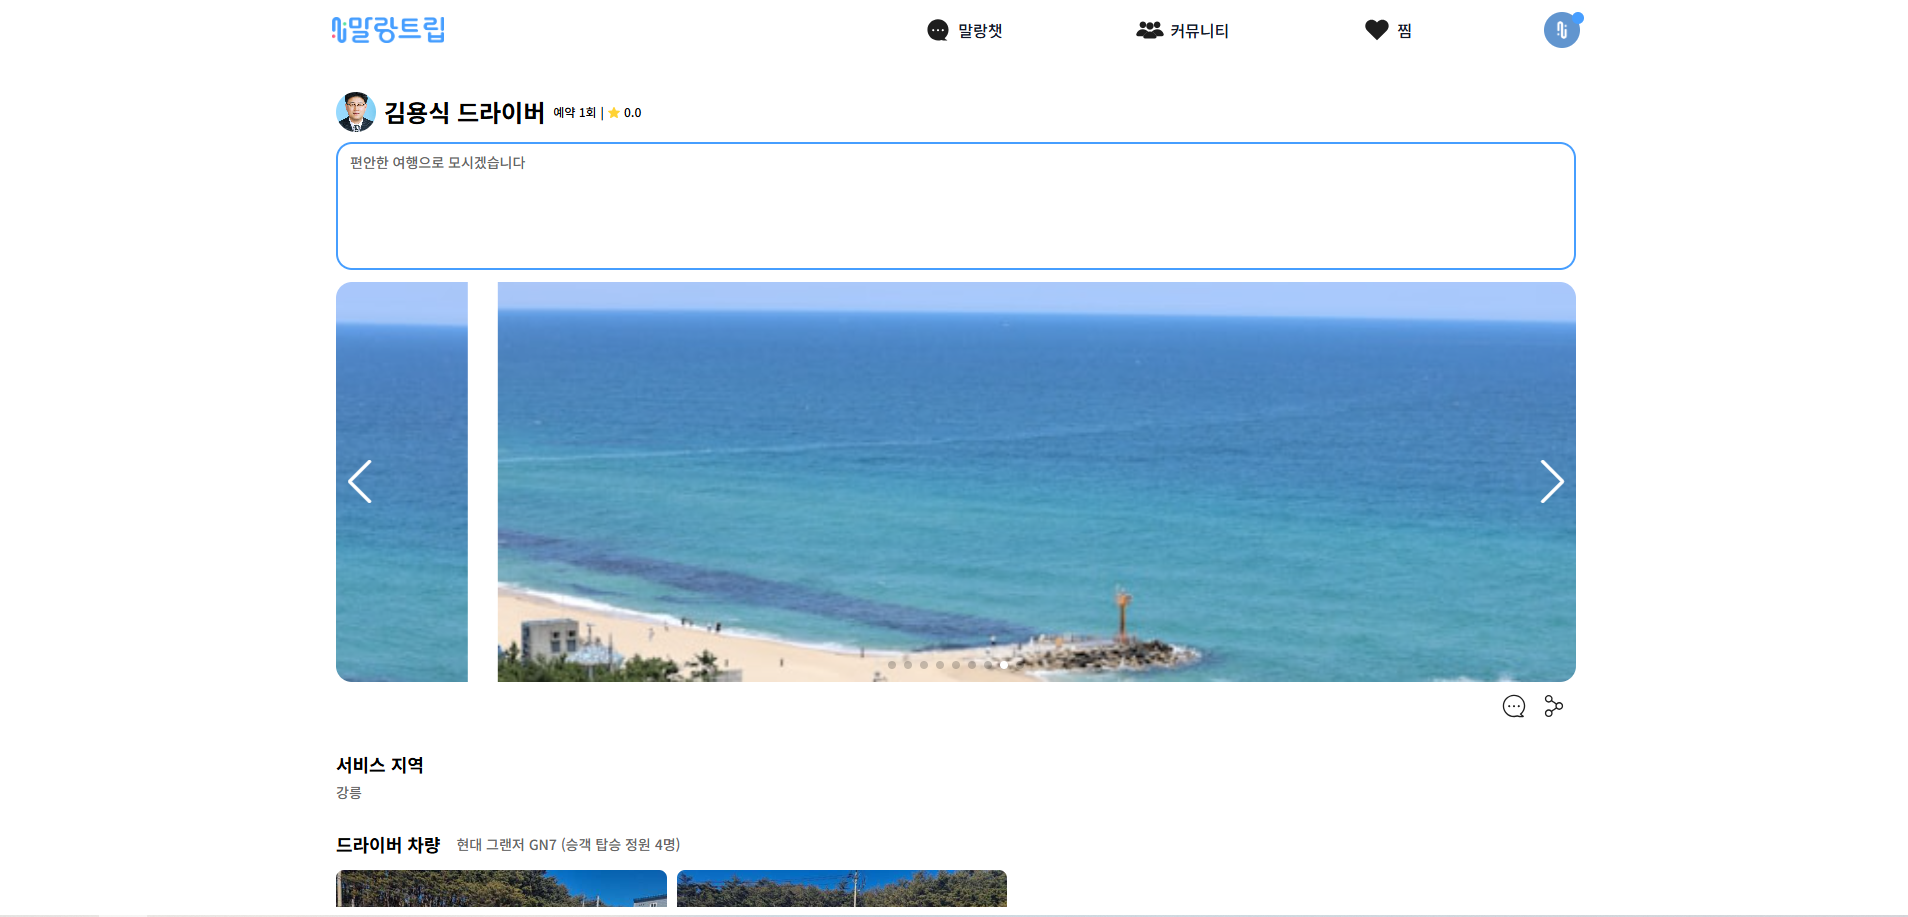 말랑트립
말랑챗
커뮤니티
찜
김용식 드라이버 예약 1회 | 0.0
편안한 여행으로 모시겠습니다
서비스 지역
강릉
드라이버 차량 현대 그랜저 GN7 (승객 탑승 정원 4명)